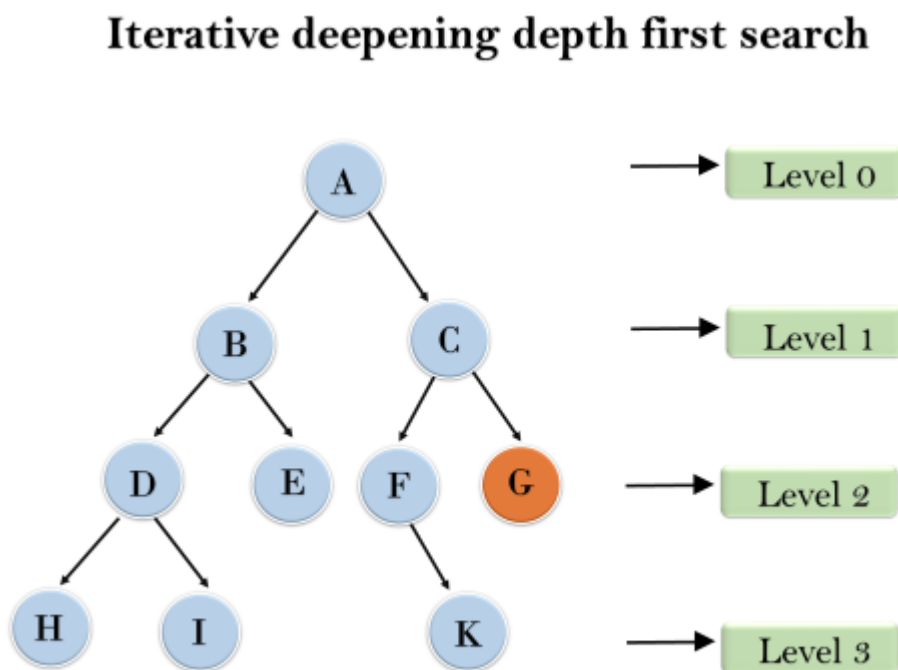 Iterative deepening depth first search
A
Level 0
B
C
Level 1
D
E
F
G
Level 2
H
I
K
Level 3